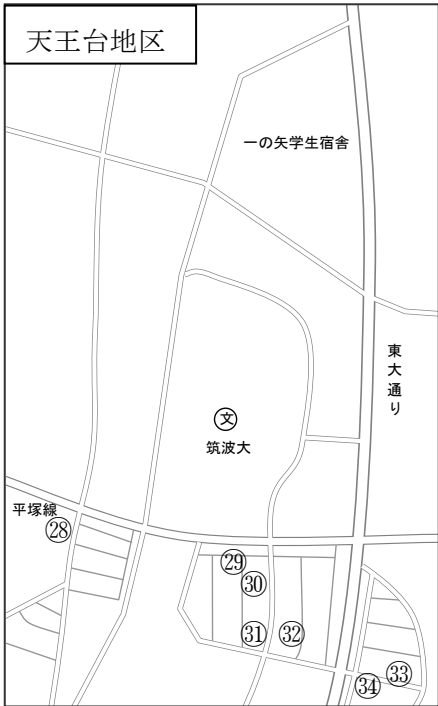 天王台地区
一の矢学生宿舎
東大通り
文
筑波大
平塚線
㉘
㉙
㉚
㉛
㉜
㉝
㉞